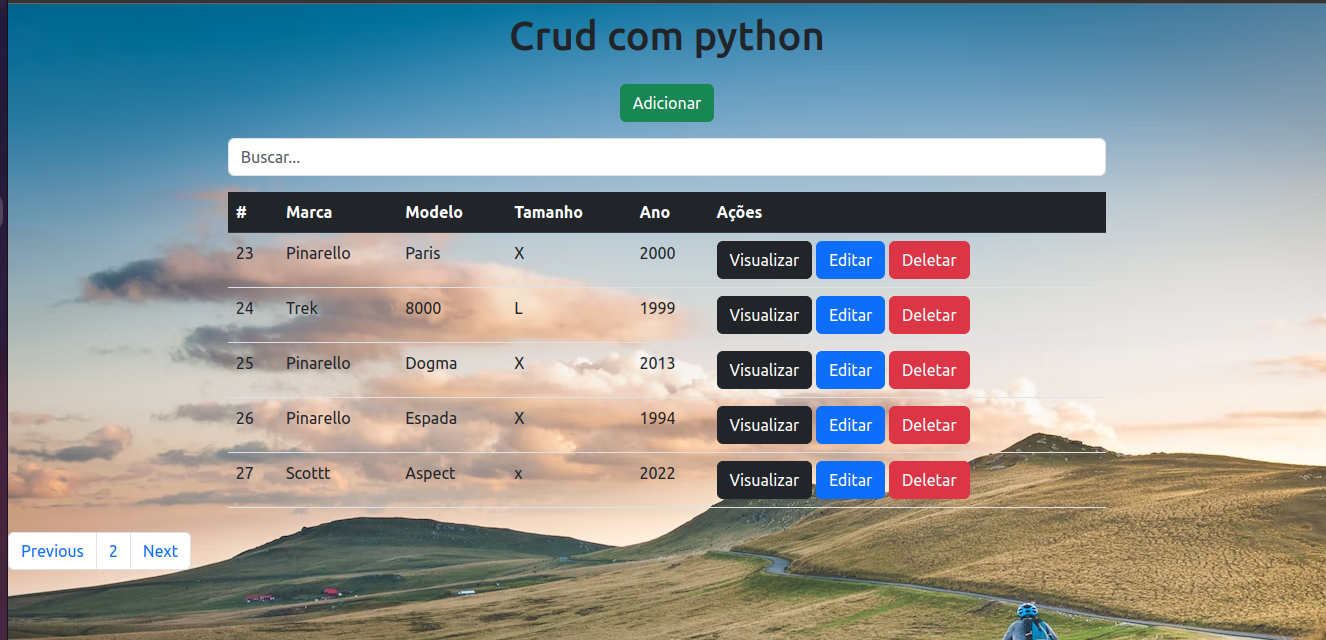 Crud com python
Adicionar
Buscar...
# Marca Modelo Tamanho Ano Ações
23 Pinarello Paris X 2000 Visualizar Editar Deletar
24 Trek 8000 L 1999 Visualizar Editar Deletar
25 Pinarello Dogma X 2013 Visualizar Editar Deletar
26 Pinarello Espada X 1994 Visualizar Editar Deletar
27 Scottt Aspect x 2022 Visualizar Editar Deletar
Previous 2 Next